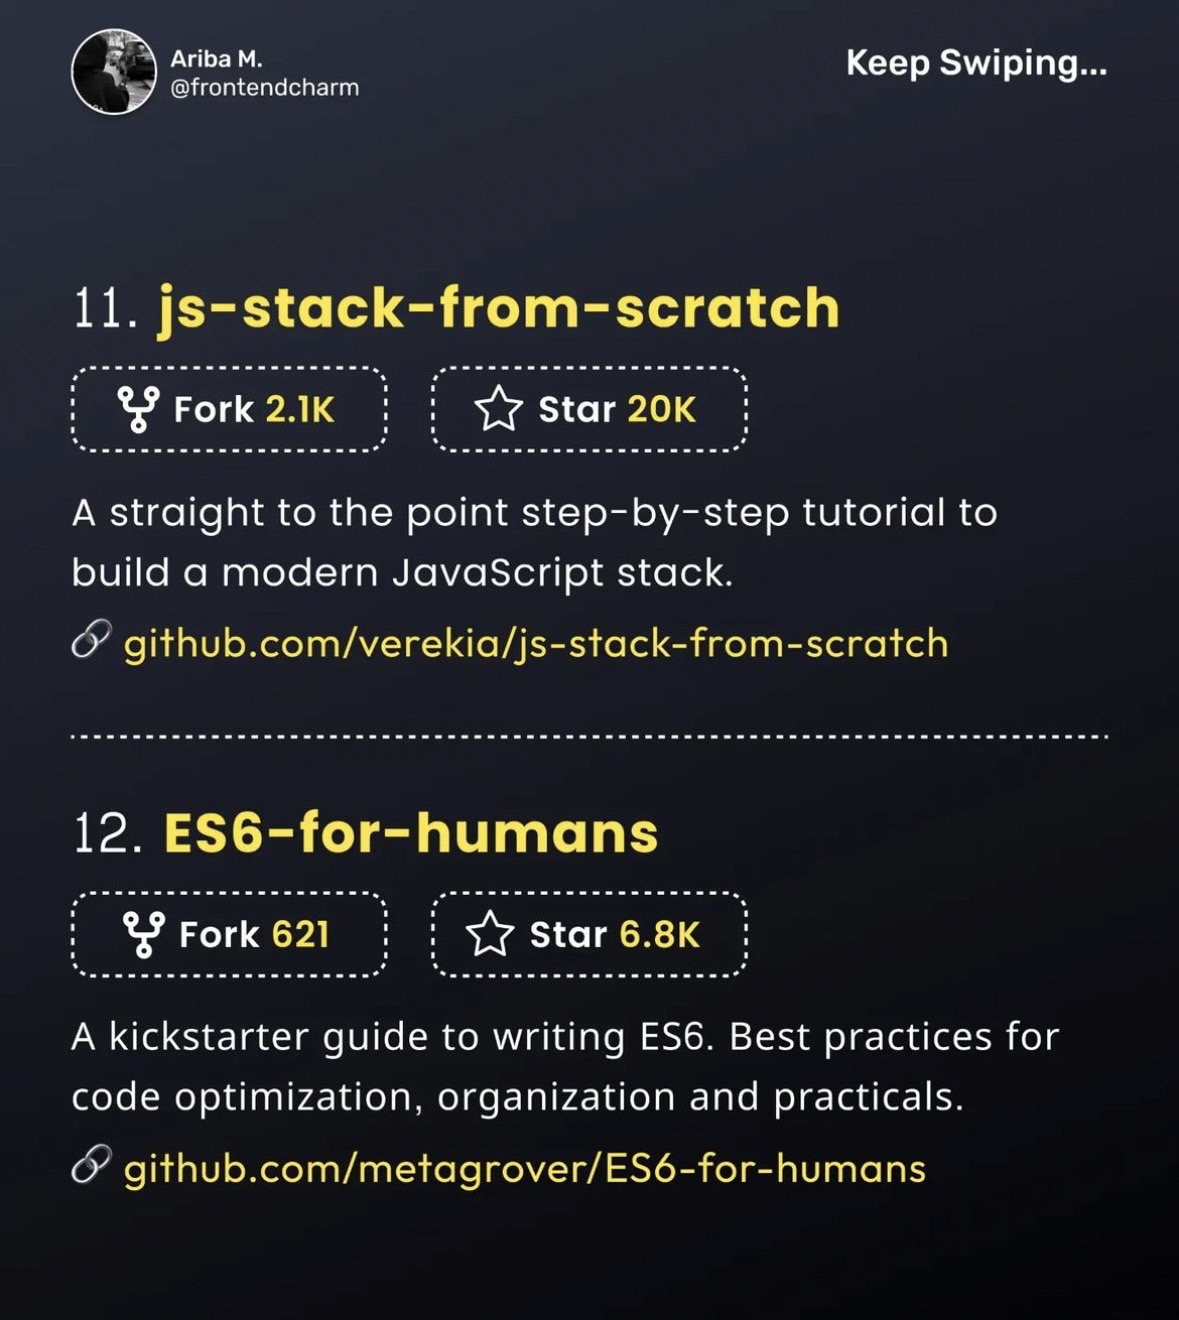 Ariba M.
@frontendcharm
Keep Swiping...
11. js-stack-from-scratch
Fork 2.1K
Star 20K
A straight to the point step-by-step tutorial to
build a modern JavaScript stack.
github.com/verekia/js-stack-from-scratch
12. ES6-for-humans
Fork 621
Star 6.8K
A kickstarter guide to writing ES6. Best practices for
code optimization, organization and practicals.
github.com/metagrover/ES6-for-humans